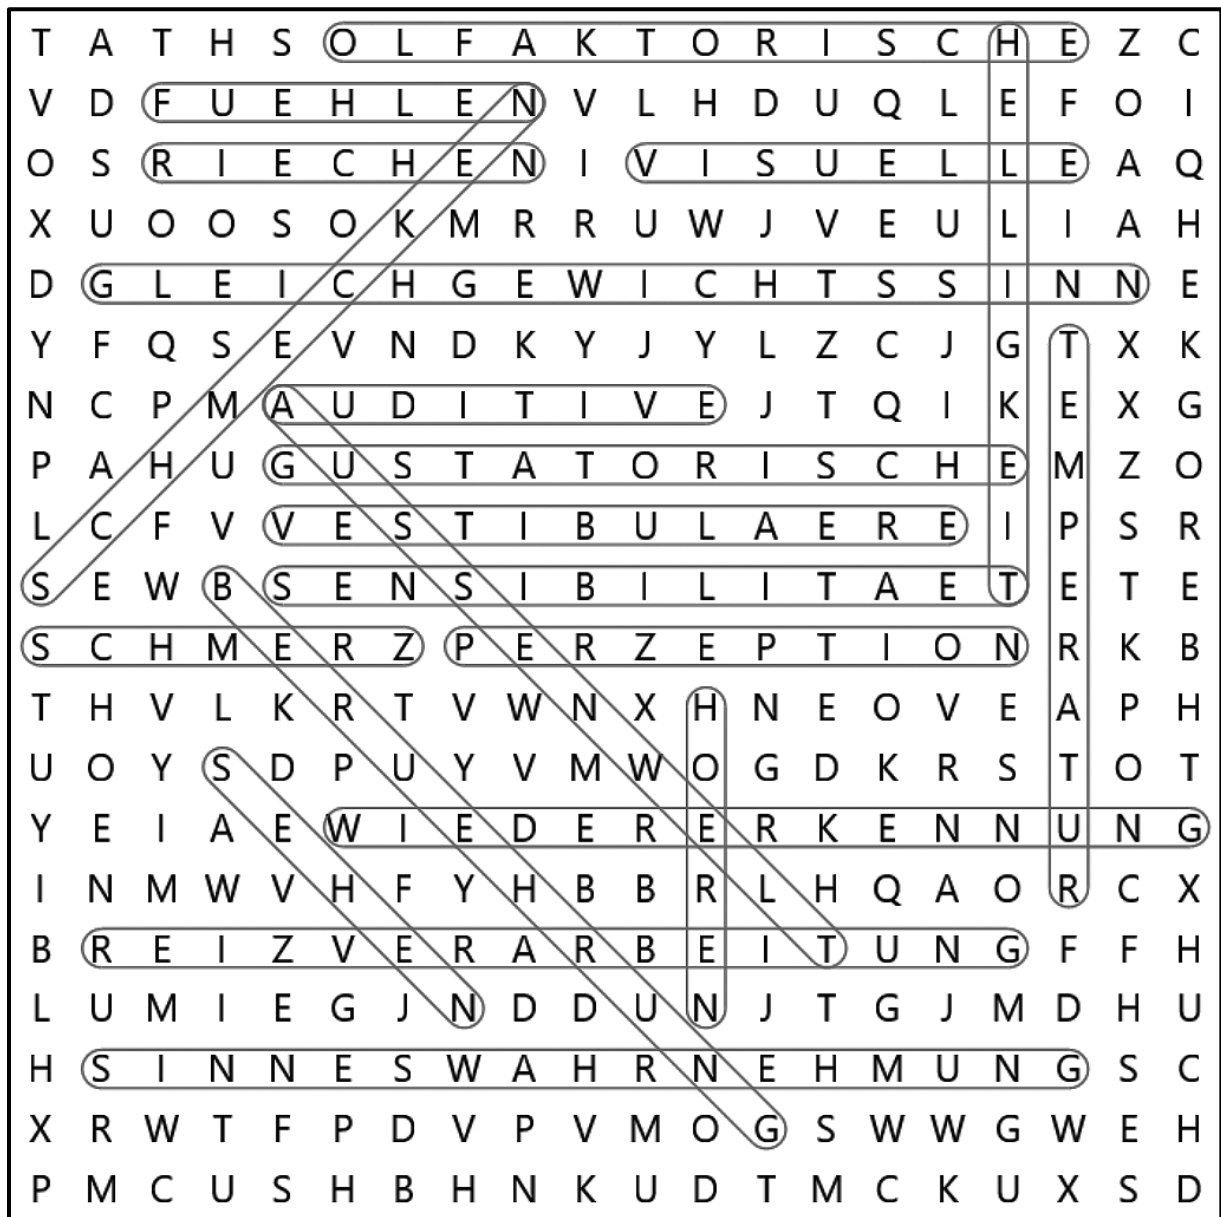 T A T H S O L F A K T O R I S C H E Z C
V D F U E H L E N V L H D U Q L E F O I
O S R I E C H E N I V I S U E L L E A Q
X U O O S O K M R R U W J V E U L I A H
D G L E I C H G E W I C H T S S I N N E
Y F Q S E V N D K Y J Y L Z C J G T X K
N C P M A U D I T I V E J T Q I K E X G
P A H U G U S T A T O R I S C H E M Z O
L C F V V E S T I B U L A E R E I P S R
S E W B S E N S I B I L I T A E T E T E
S C H M E R Z P E R Z E P T I O N R K B
T H V L K R T V W N X H N E O V E A P H
U O Y S D P U Y V M W O G D K R S T O T
Y E I A E W I E D E R E R K E N N U N G
I N M W V H F Y H B B R L H Q A O R C X
B R E I Z V E R A R B E I T U N G F F H
L U M I E G J N D D U N J T G J M D H U
H S I N N E S W A H R N E H M U N G S C
X R W T F P D V P V M O G S W W G W E H
P M C U S H B H N K U D T M C K U X S D